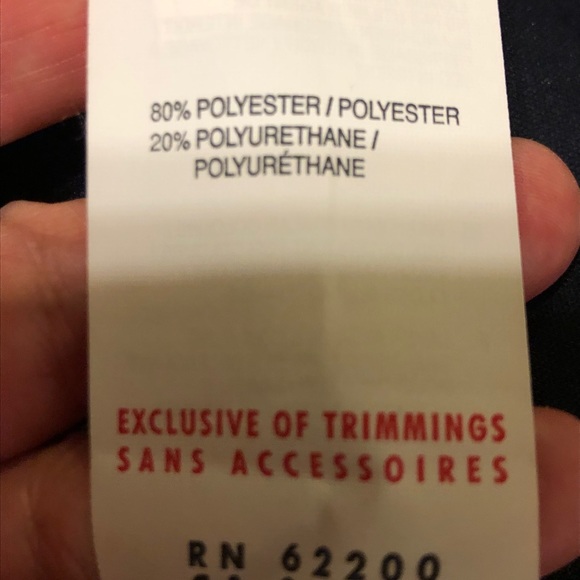 80% POLYESTER / POLYESTER
20% POLYURETHANE /
POLYURÉTHANE
EXCLUSIVE OF TRIMMINGS
SANS ACCESSOIRES
RN 62200